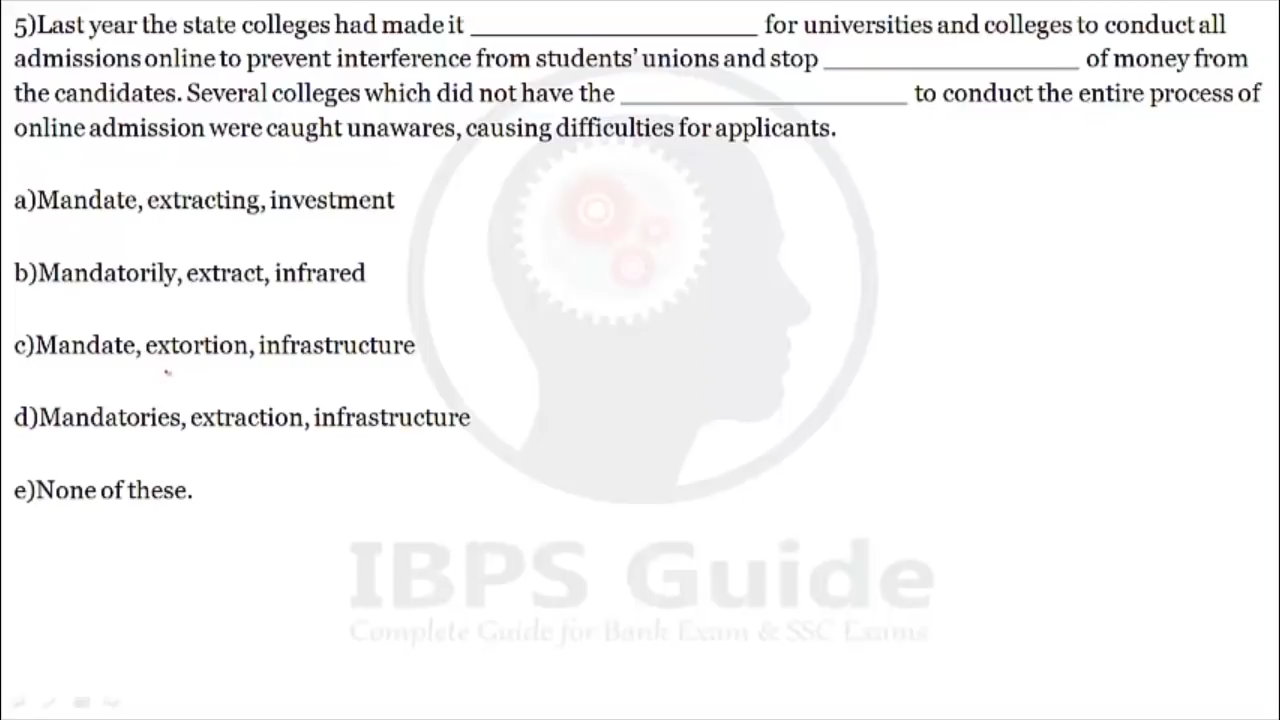 5)Last year the state colleges had made it ____________________ for universities and colleges to conduct all
admissions online to prevent interference from students' unions and stop __________________ of money from
the candidates. Several colleges which did not have the ____________________ to conduct the entire process of
online admission were caught unawares, causing difficulties for applicants.
a)Mandate, extracting, investment
b)Mandatorily, extract, infrared
c)Mandate, extortion, infrastructure
d)Mandatories, extraction, infrastructure
e)None of these.
IBPS Guide
Complete Guide for Bank Exam & SSC Exams